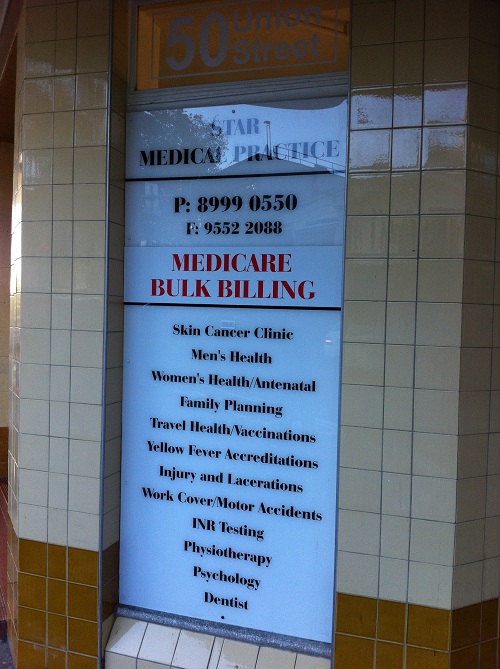 50 Union
Street
STAR
MEDICAL PRACTICE
P: 8999 0550
F: 9552 2088
MEDICARE
BULK BILLING
Skin Cancer Clinic
Men's Health
Women's Health/Antenatal
Family Planning
Travel Health/Vaccinations
Yellow Fever Accreditations
Injury and Lacerations
Work Cover/Motor Accidents
INR Testing
Physiotherapy
Psychology
Dentist